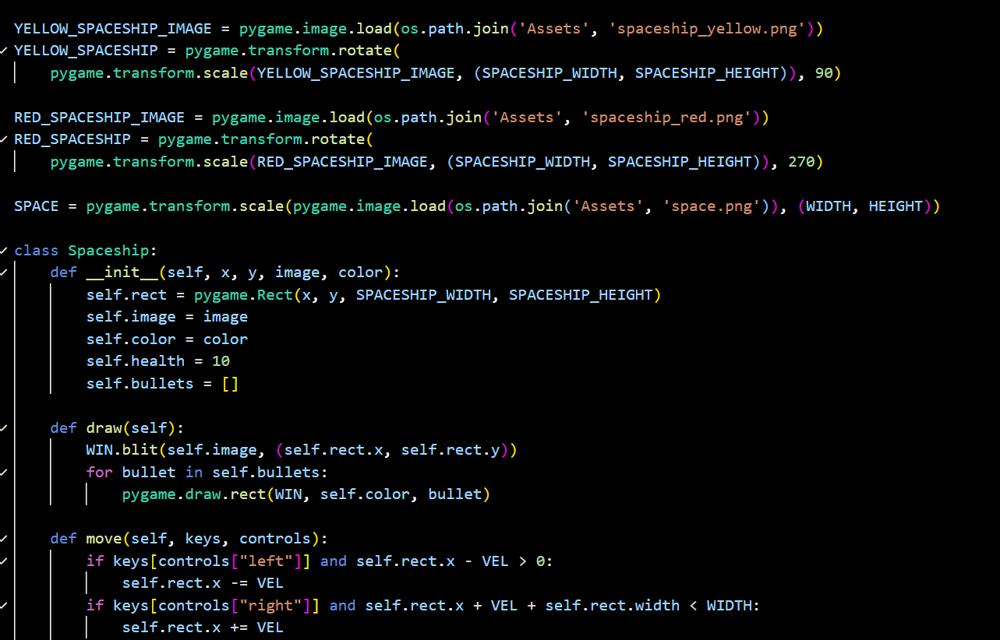 YELLOW_SPACESHIP_IMAGE = pygame.image.load(os.path.join('Assets', 'spaceship_yellow.png'))
YELLOW_SPACESHIP = pygame.transform.rotate(
    pygame.transform.scale(YELLOW_SPACESHIP_IMAGE, (SPACESHIP_WIDTH, SPACESHIP_HEIGHT)), 90)

RED_SPACESHIP_IMAGE = pygame.image.load(os.path.join('Assets', 'spaceship_red.png'))
RED_SPACESHIP = pygame.transform.rotate(
    pygame.transform.scale(RED_SPACESHIP_IMAGE, (SPACESHIP_WIDTH, SPACESHIP_HEIGHT)), 270)

SPACE = pygame.transform.scale(pygame.image.load(os.path.join('Assets', 'space.png')), (WIDTH, HEIGHT))

class Spaceship:
    def __init__(self, x, y, image, color):
        self.rect = pygame.Rect(x, y, SPACESHIP_WIDTH, SPACESHIP_HEIGHT)
        self.image = image
        self.color = color
        self.health = 10
        self.bullets = []

    def draw(self):
        WIN.blit(self.image, (self.rect.x, self.rect.y))
        for bullet in self.bullets:
            pygame.draw.rect(WIN, self.color, bullet)

    def move(self, keys, controls):
        if keys[controls["left"]] and self.rect.x - VEL > 0:
            self.rect.x -= VEL
        if keys[controls["right"]] and self.rect.x + VEL + self.rect.width < WIDTH:
            self.rect.x += VEL